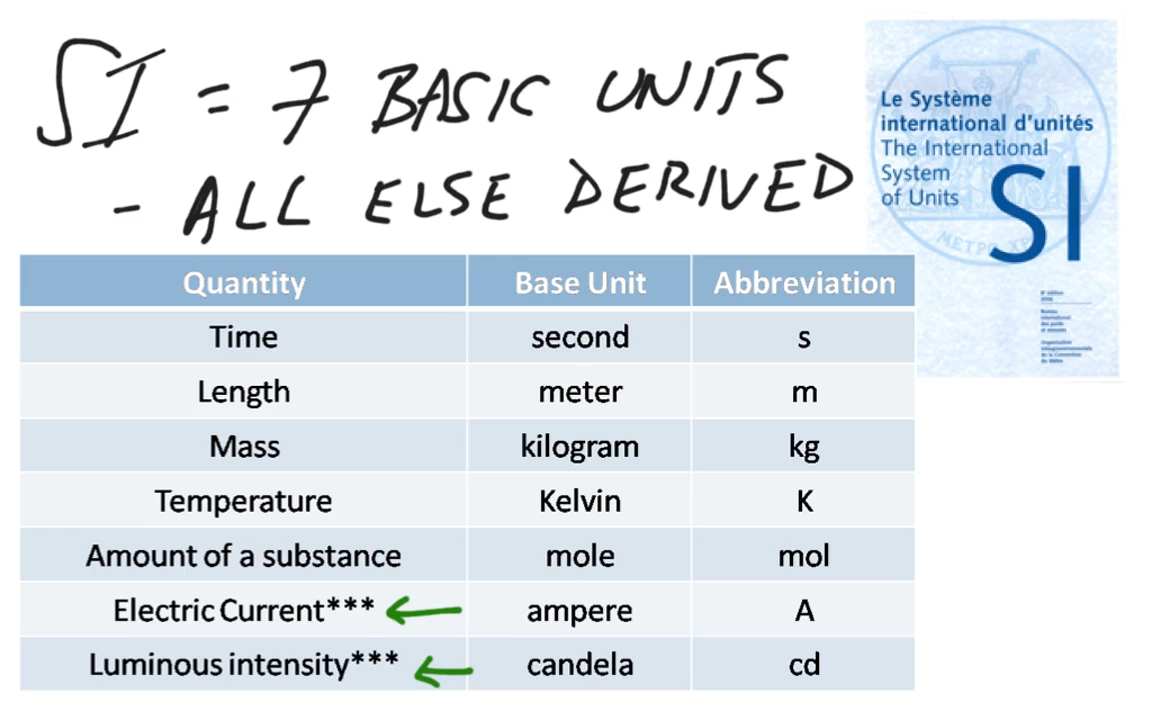 SI = 7 BASIC UNITS
- ALL ELSE DERIVED
Le Système
international d'unités
The International
System
of Units
SI
Quantity Base Unit Abbreviation
Time second s
Length meter m
Mass kilogram kg
Temperature Kelvin K
Amount of a substance mole mol
Electric Current*** ampere A
Luminous intensity*** candela cd